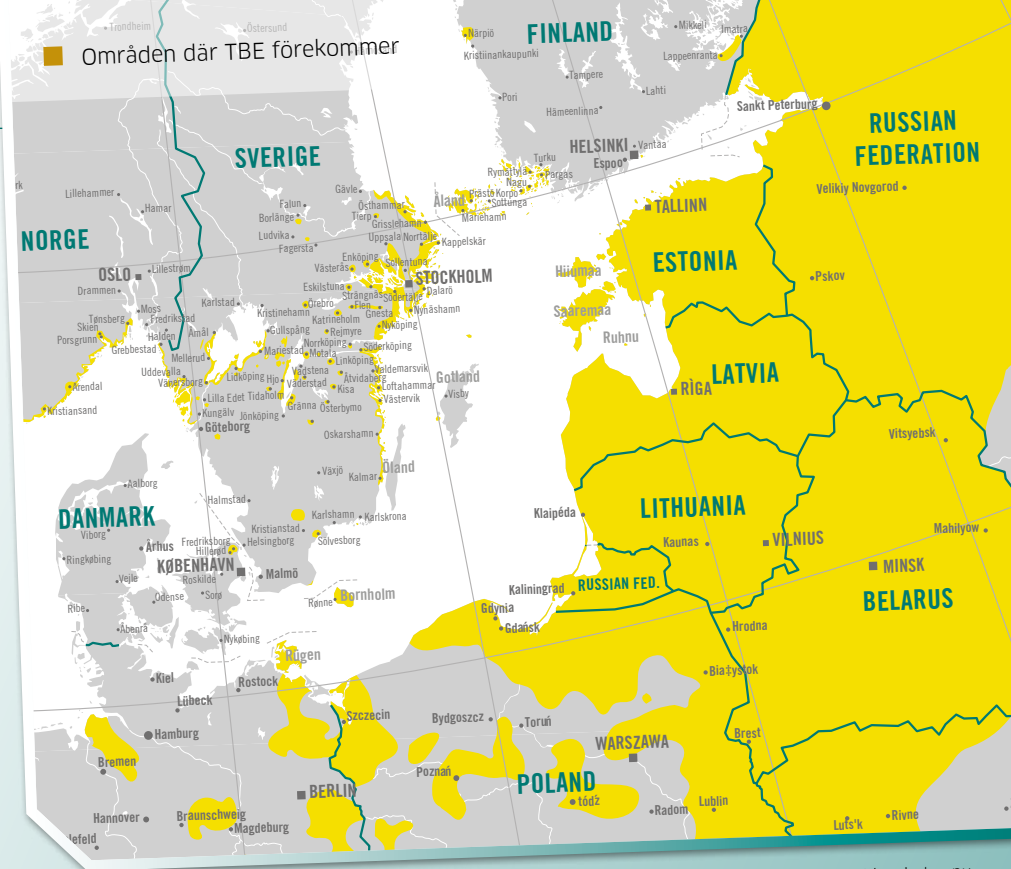 Trondheim
Östersund
Områden där TBE förekommer
Närpiö
Kristiinankaupunki
FINLAND
Mikkeli
Imatra
Lappeenranta
Tampere
Lahti
Pori
Hämeenlinna
Sankt Peterburg
RUSSIAN
FEDERATION
HELSINKI
Vantaa
Espoo
Turku
Rymättyjä
Pargas
Nagu
Korpo
Prästö
Sottunga
Åland
Mariehamn
Velikiy Novgorod
SVERIGE
Lillehammer
Hamar
Gävle
Falun
Borlänge
Ludvika
Fagersta
Östhammar
Tierp
Grisslehamn
Uppsala
Norrtälje
Kappelskär
NORGE
OSLO
Lillestrøm
Drammen
Moss
Fredrikstad
Tønsberg
Skien
Porsgrunn
Halden
Grebbestad
Arendal
Kristiansand
Enköping
Västerås
Sollentuna
STOCKHOLM
Eskilstuna
Strängnäs
Södertälje
Dalarö
Karlstad
Kristinehamn
Örebro
Flen
Gnesta
Nynäshamn
Katrineholm
Nyköping
Åmål
Gullspång
Rejmyre
Norrköping
Mellerud
Mariestad
Motala
Söderköping
Linköping
Uddevalla
Vänersborg
Lidköping
Hjo
Vadstena
Åtvidaberg
Valdemarsvik
Väderstad
Kisa
Loftahammar
Lilla Edet
Tidaholm
Gränna
Österbymo
Västervik
Kungälv
Jönköping
Göteborg
Oskarshamn
Gotland
Visby
TALLINN
ESTONIA
Hiiumaa
Saaremaa
Ruhnu
Pskov
LATVIA
RÌGA
Vitsyebsk
Växjö
Kalmar
Öland
Aalborg
DANMARK
Viborg
Århus
Ringkøbing
Halmstad
Karlshamn
Karlskrona
Kristianstad
Sölvesborg
Fredriksborg
Hillerød
Helsingborg
KØBENHAVN
Malmö
Roskilde
Vejle
Odense
Sorø
Ribe
Åbenrå
Nykøbing
Rønne
Bornholm
LITHUANIA
Klaipéda
Kaunas
VILNIUS
Mahilyow
MINSK
BELARUS
Kaliningrad
RUSSIAN FED.
Gdynia
Gdańsk
Hrodna
Bia‡ystok
Rügen
Kiel
Rostock
Lübeck
Hamburg
Szczecin
Bydgoszcz
Toruń
WARSZAWA
Brest
Bremen
Poznań
POLAND
BERLIN
tódź
Radom
Lublin
Hannover
Braunschweig
Magdeburg
Luts'k
Rivne
lefeld